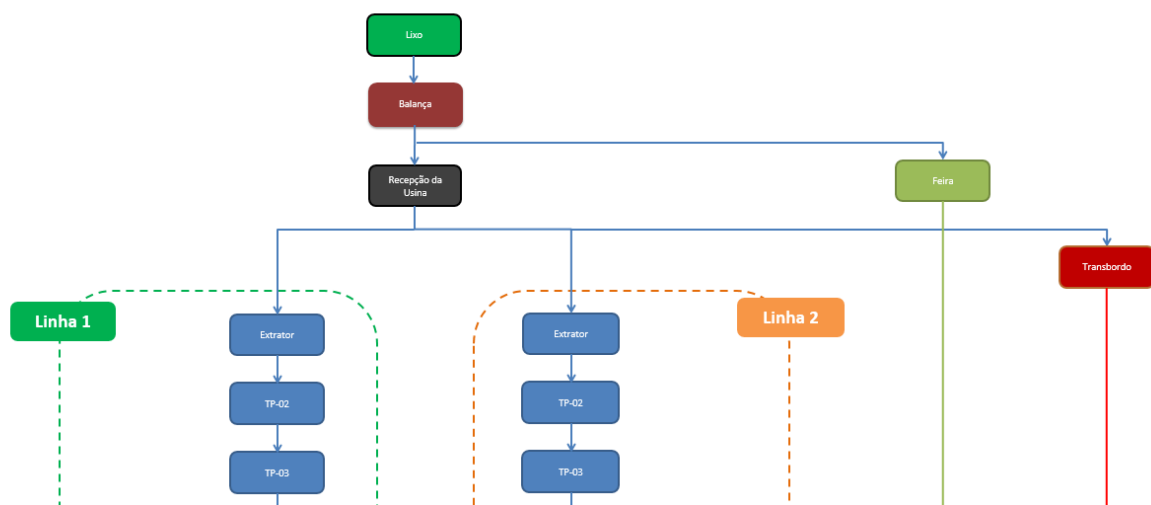 Lixo
Balança
Recepção da
Usina
Feira
Transbordo
Linha 1
Linha 2
Extrator
Extrator
TP-02
TP-02
TP-03
TP-03